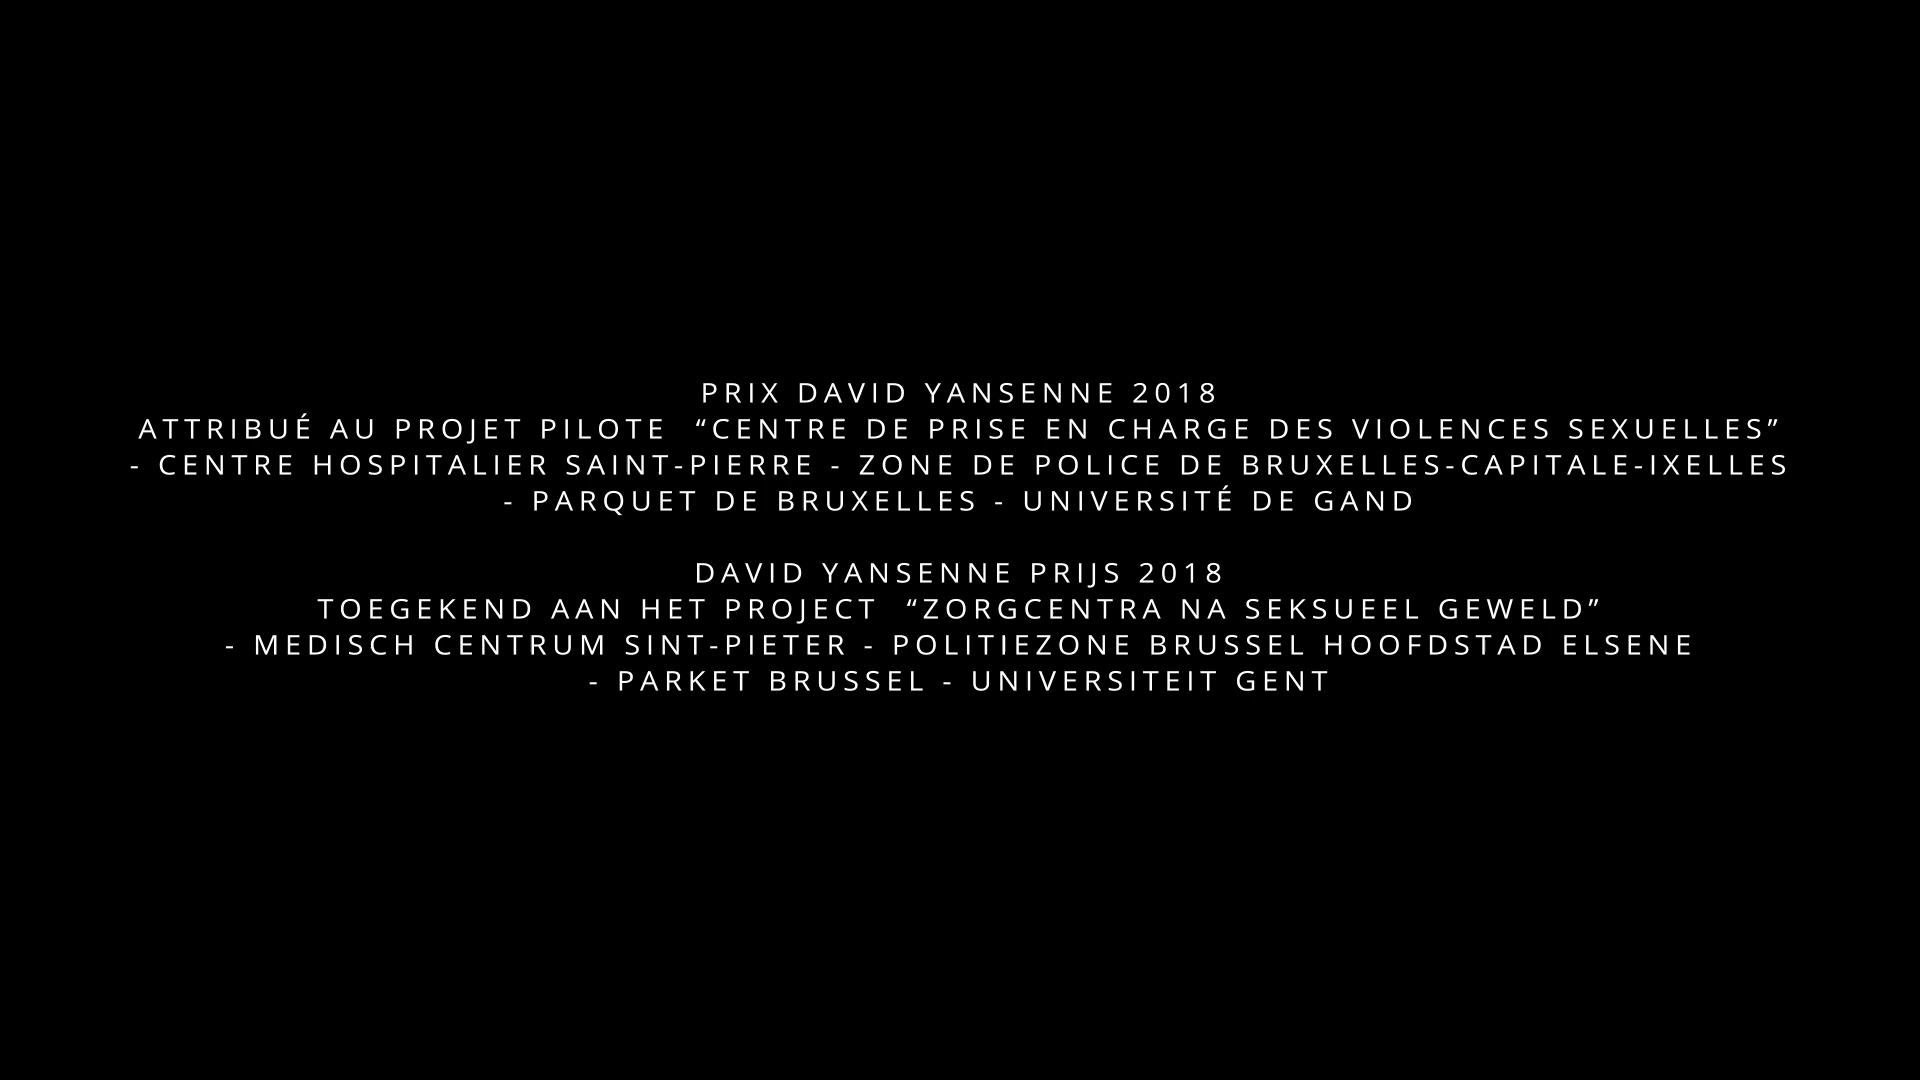 PRIX DAVID YANSENNE 2018
ATTRIBUÉ AU PROJET PILOTE “CENTRE DE PRISE EN CHARGE DES VIOLENCES SEXUELLES”
- CENTRE HOSPITALIER SAINT-PIERRE - ZONE DE POLICE DE BRUXELLES-CAPITALE-IXELLES
- PARQUET DE BRUXELLES - UNIVERSITÉ DE GAND
DAVID YANSENNE PRIJS 2018
TOEGEKEND AAN HET PROJECT “ZORGCENTRA NA SEKSUEEL GEWELD”
- MEDISCH CENTRUM SINT-PIETER - POLITIEZONE BRUSSEL HOOFDSTAD ELSENE
- PARKET BRUSSEL - UNIVERSITEIT GENT